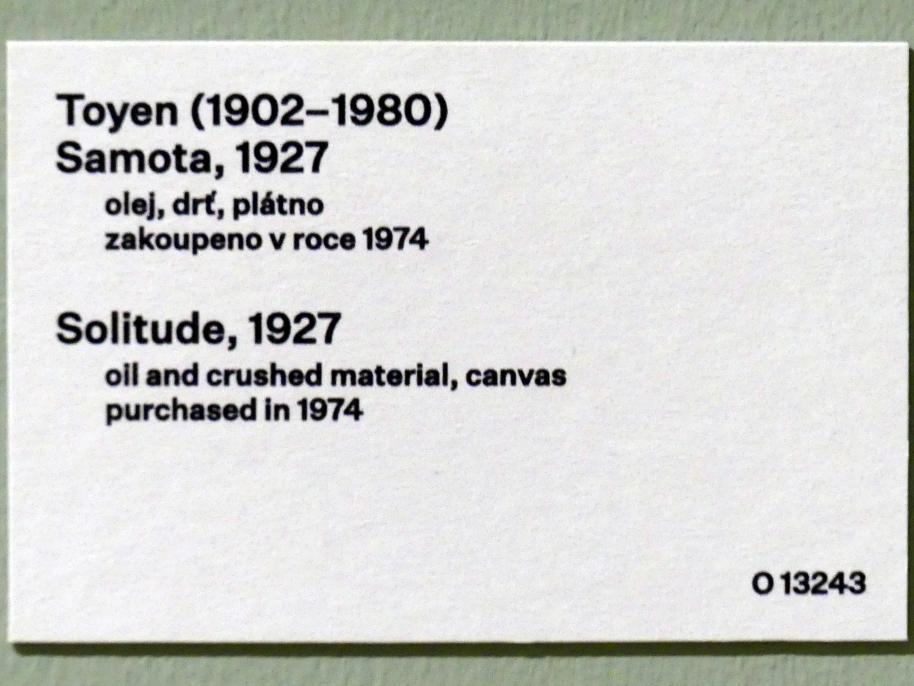 Toyen (1902–1980)
Samota, 1927
olej, drť, plátno
zakoupeno v roce 1974
Solitude, 1927
oil and crushed material, canvas
purchased in 1974
O 13243